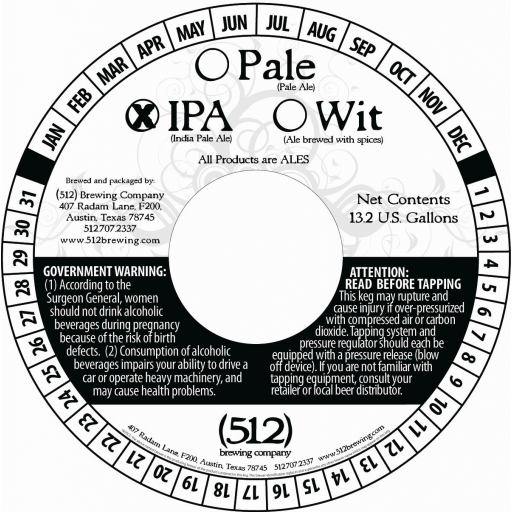 JAN
FEB
MAR
APR
MAY
JUN
JUL
AUG
SEP
OCT
NOV
DEC
Pale
(Pale Ale)
X IPA
(India Pale Ale)
Wit
(Ale brewed with spices)
All Products are ALES
Brewed and packaged by:
(512) Brewing Company
407 Radam Lane, F200,
Austin, Texas 78745
512.707.2337
www.512brewing.com
Net Contents
13.2 U.S. Gallons
GOVERNMENT WARNING:
(1) According to the
Surgeon General, women
should not drink alcoholic
beverages during pregnancy
because of the risk of birth
defects. (2) Consumption of alcoholic
beverages impairs your ability to drive a
car or operate heavy machinery, and
may cause health problems.
ATTENTION:
READ BEFORE TAPPING
This keg may rupture and
cause injury if over-pressurized
with compressed air or carbon
dioxide. Tapping system and
pressure regulator should each be
equipped with a pressure release (blow
off device). If you are not familiar with
tapping equipment, consult your
retailer or local beer distributor.
(512)
brewing company
407 Radam Lane, F200, Austin, Texas 78745 512.707.2337 www.512brewing.com
1
2
3
4
5
6
7
8
9
10
11
12
13
14
15
16
17
18
19
20
21
22
23
24
25
26
27
28
29
30
31